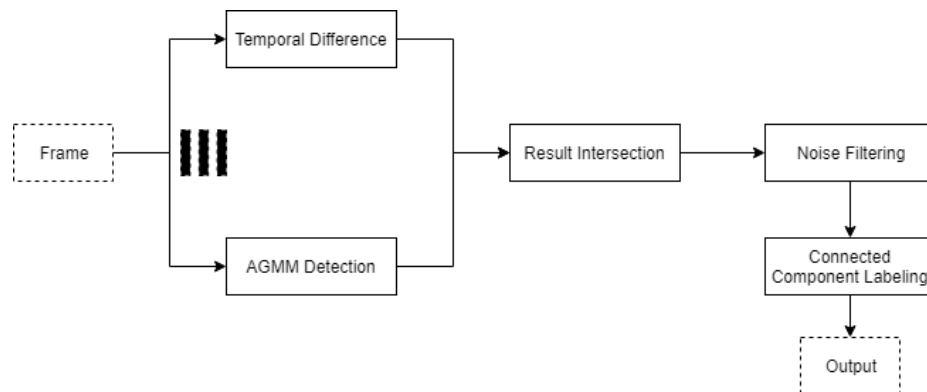 Temporal Difference
Frame
Result Intersection
Noise Filtering
AGMM Detection
Connected
Component Labeling
Output